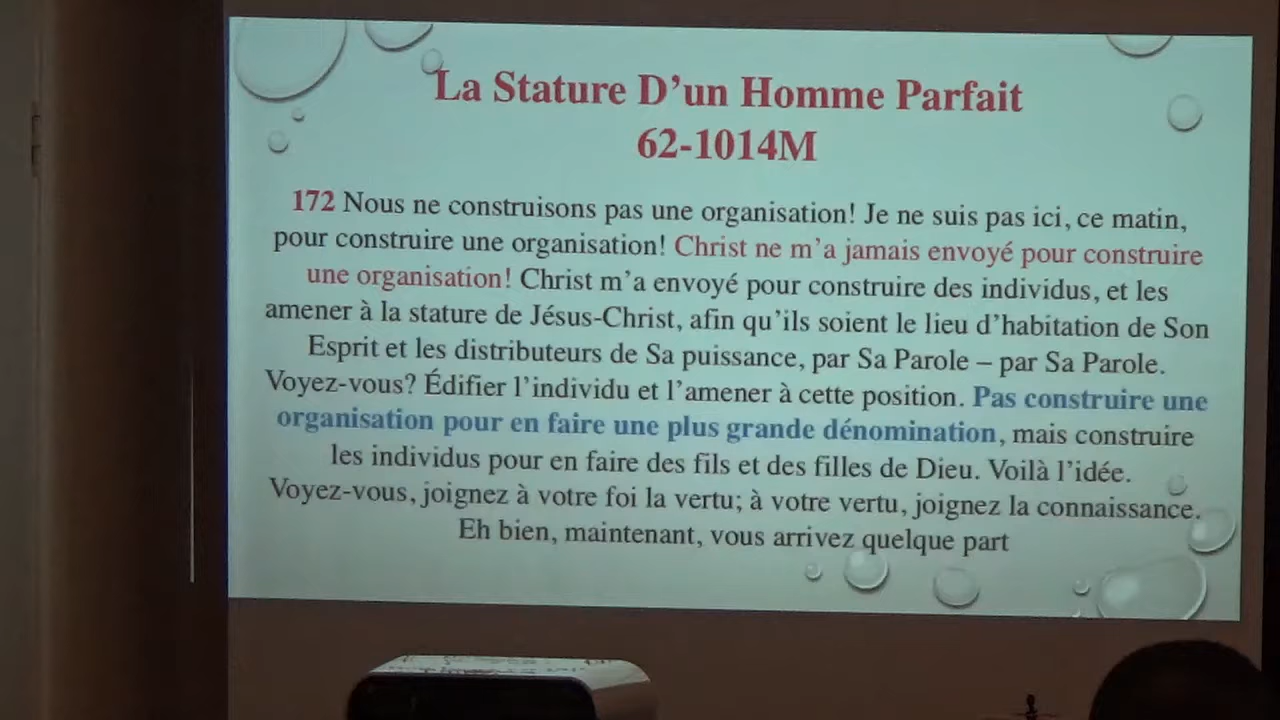 La Stature D’un Homme Parfait
62-1014M
172 Nous ne construisons pas une organisation! Je ne suis pas ici, ce matin,
pour construire une organisation! Christ ne m’a jamais envoyé pour construire
une organisation! Christ m’a envoyé pour construire des individus, et les
amener à la stature de Jésus-Christ, afin qu’ils soient le lieu d’habitation de Son
Esprit et les distributeurs de Sa puissance, par Sa Parole – par Sa Parole.
Voyez-vous? Édifier l’individu et l’amener à cette position. Pas construire une
organisation pour en faire une plus grande dénomination, mais construire
les individus pour en faire des fils et des filles de Dieu. Voilà l’idée.
Voyez-vous, joignez à votre foi la vertu; à votre vertu, joignez la connaissance.
Eh bien, maintenant, vous arrivez quelque part